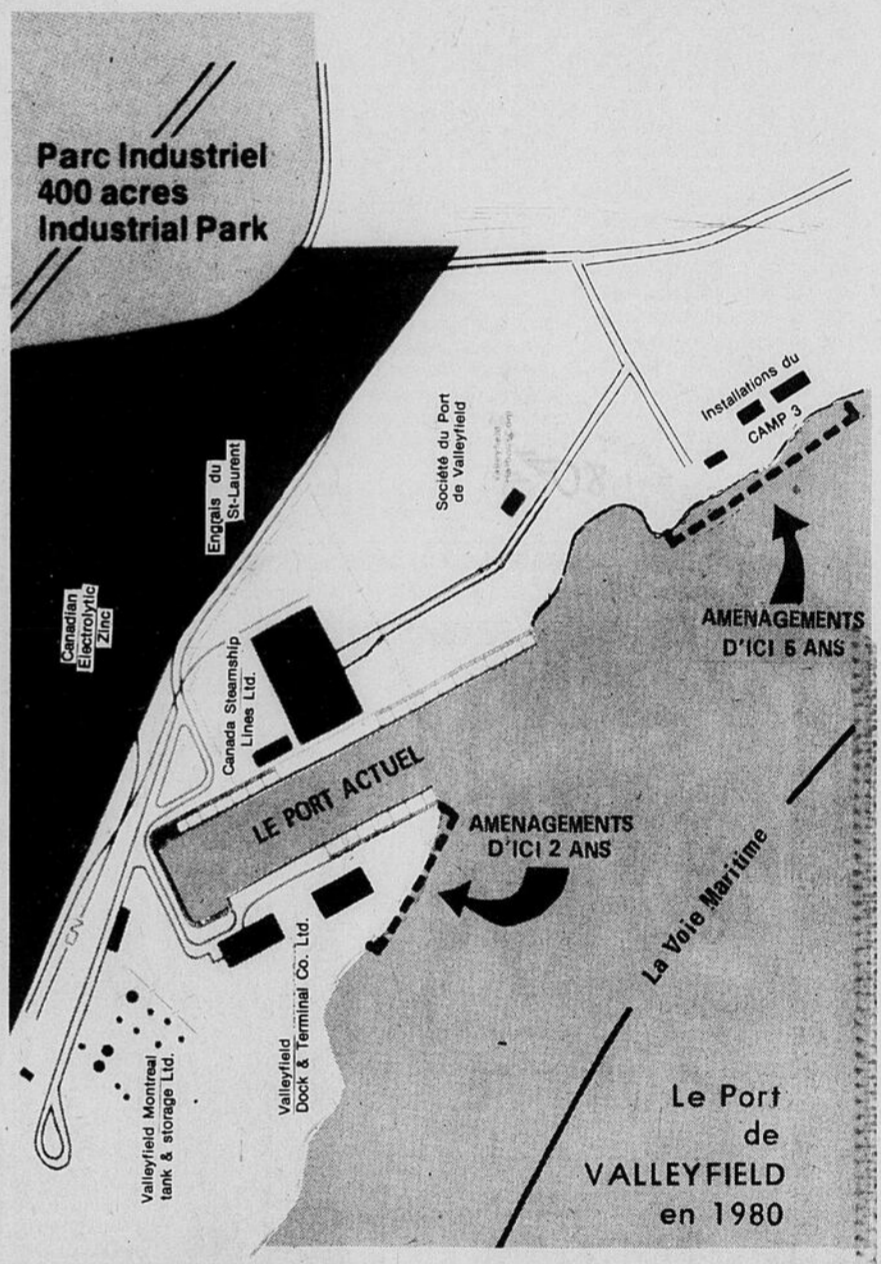 Parc Industriel
400 acres
Industrial Park
Canadian
Electrolytic
Zinc
Engrais du
St-Laurent
Société du Port
de Valleyfield
Installations du
CAMP 3
Canada Steamship
Lines Ltd.
LE PORT ACTUEL
AMENAGEMENTS
D'ICI 2 ANS
AMENAGEMENTS
D'ICI 5 ANS
CN
Valleyfield Montreal
tank & storage Ltd.
Valleyfield
Dock & Terminal Co. Ltd.
La Voie Maritime
Le Port
de
VALLEYFIELD
en 1980